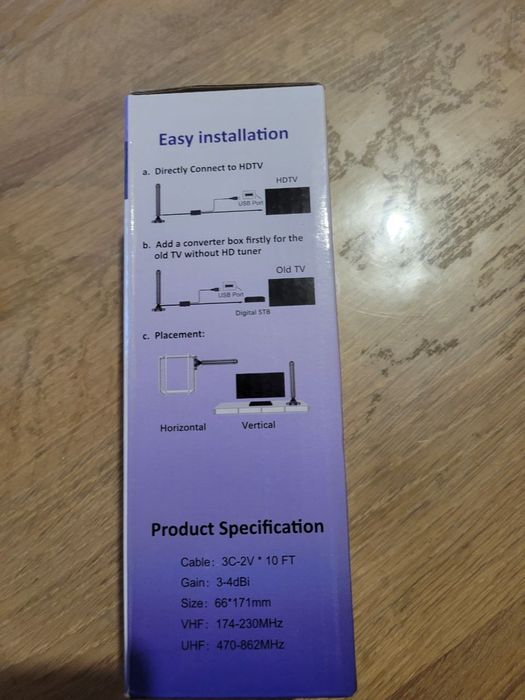 Easy installation
a. Directly Connect to HDTV
HDTV
USB Port
b. Add a converter box firstly for the
old TV without HD tuner
Old TV
USB Port
Digital STB
c. Placement:
Horizontal
Vertical
Product Specification
Cable: 3C-2V * 10 FT
Gain: 3-4dBi
Size: 66*171mm
VHF: 174-230MHz
UHF: 470-862MHz